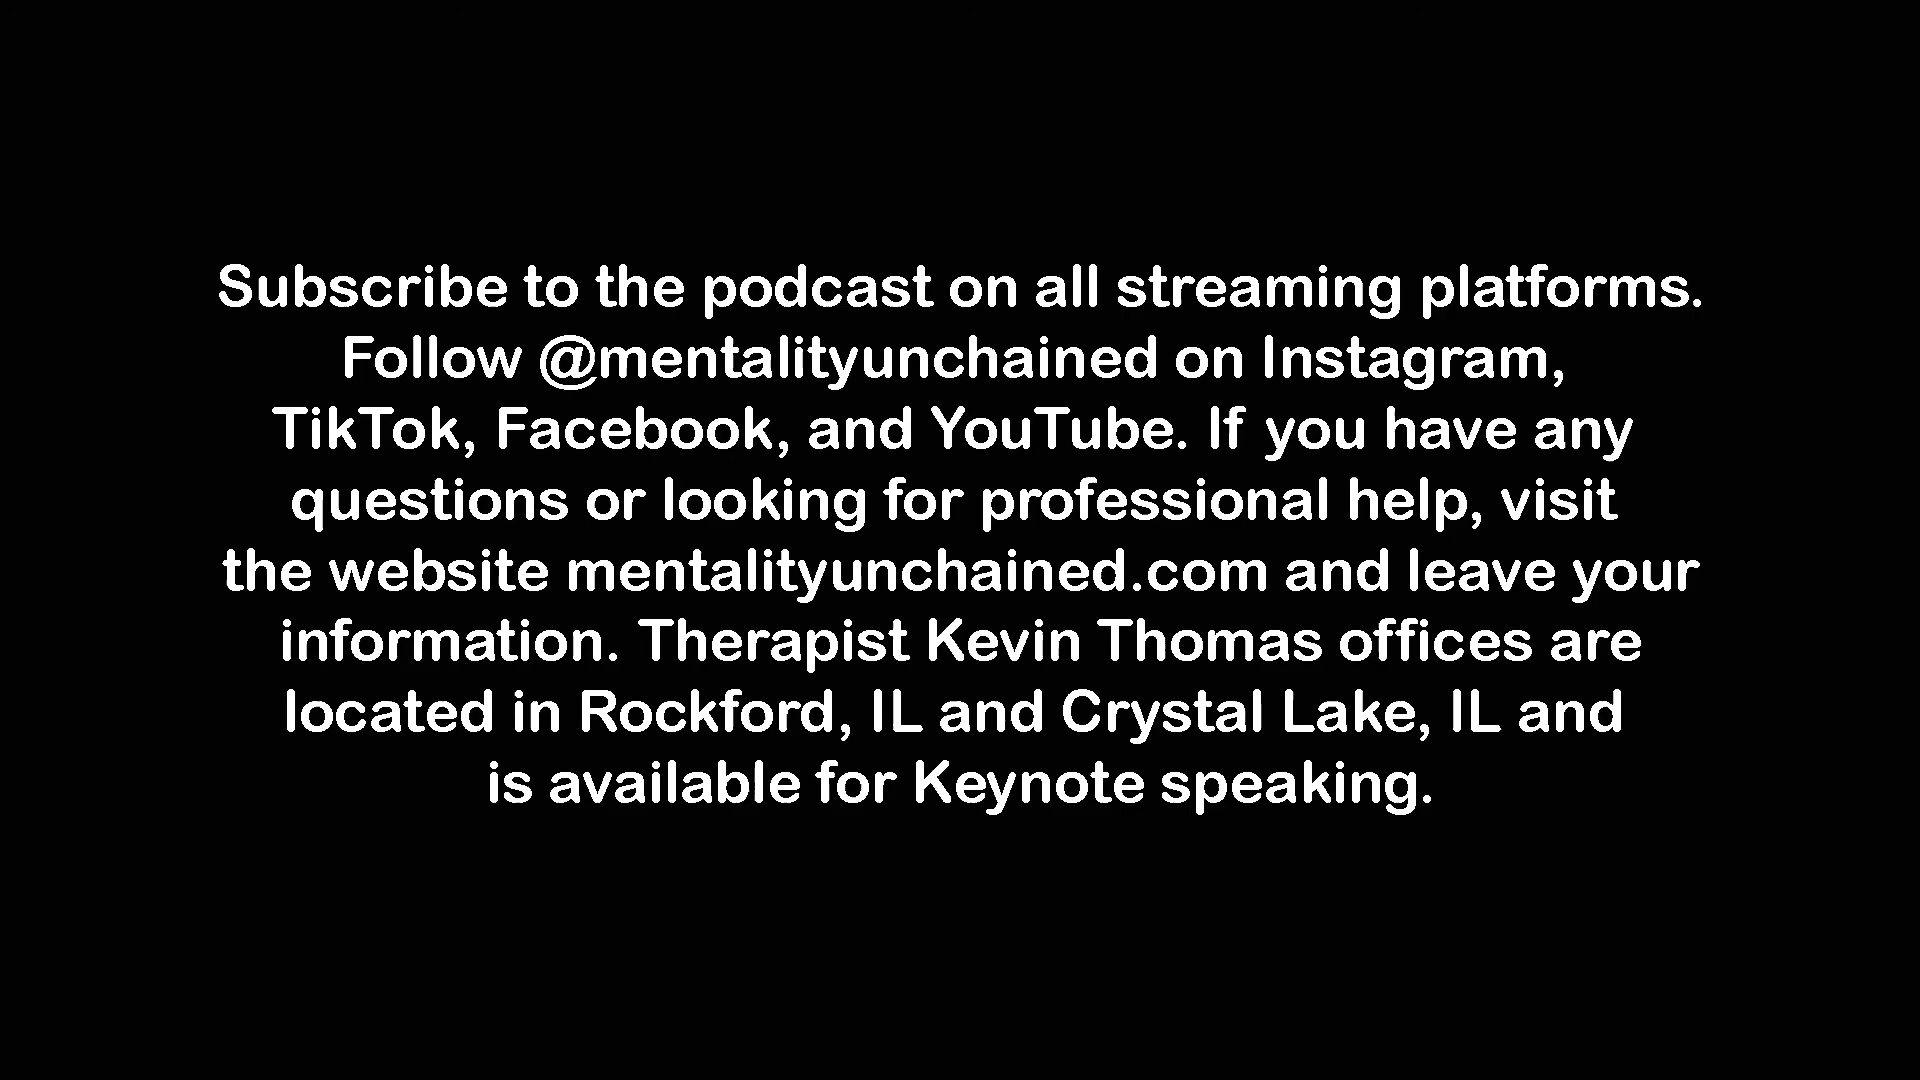 Subscribe to the podcast on all streaming platforms.
Follow @mentalityunchained on Instagram,
TikTok, Facebook, and YouTube. If you have any
questions or looking for professional help, visit
the website mentalityunchained.com and leave your
information. Therapist Kevin Thomas offices are
located in Rockford, IL and Crystal Lake, IL and
is available for Keynote speaking.